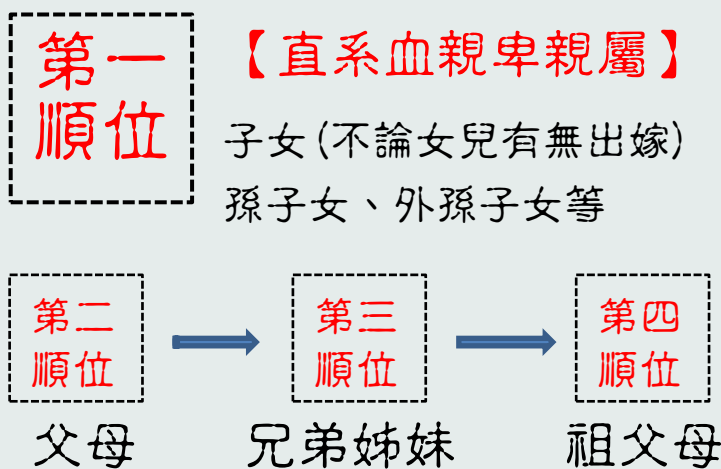 第一
順位
【直系血親卑親屬】
子女(不論女兒有無出嫁)
孫子女、外孫子女等
第二
順位
第三
順位
第四
順位
父母
兄弟姊妹
祖父母